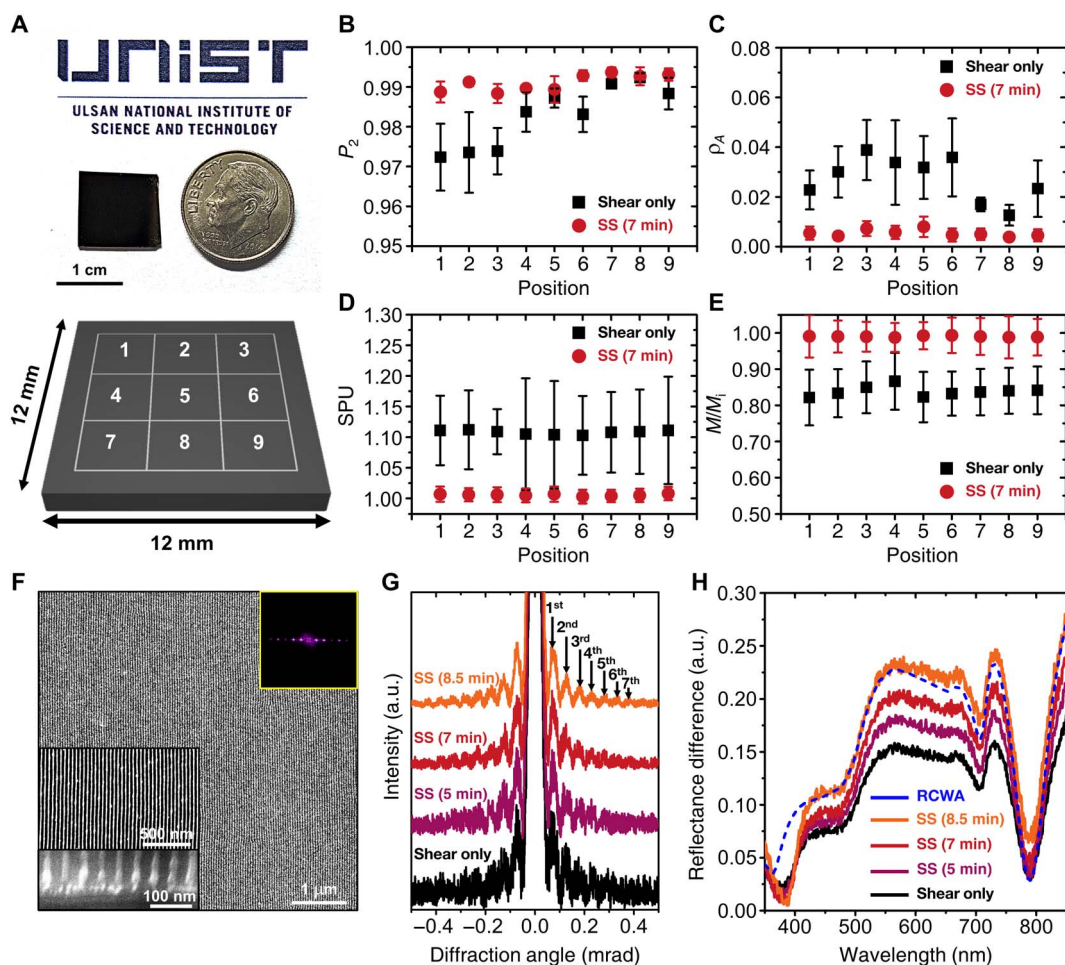 A
UNIST
ULSAN NATIONAL INSTITUTE OF
SCIENCE AND TECHNOLOGY
LIBERTY
1 cm
1 2 3
4 5 6
7 8 9
12 mm
12 mm
B
1.00
0.99
0.98
0.97
0.96
0.95
P2
Shear only
SS (7 min)
1 2 3 4 5 6 7 8 9
Position
C
0.08
0.06
0.04
0.02
0.00
ρA
Shear only
SS (7 min)
1 2 3 4 5 6 7 8 9
Position
D
1.30
1.25
1.20
1.15
1.10
1.05
1.00
SPU
Shear only
SS (7 min)
1 2 3 4 5 6 7 8 9
Position
E
1.00
0.90
0.80
0.70
0.60
0.50
M/Mi
Shear only
SS (7 min)
1 2 3 4 5 6 7 8 9
Position
F
500 nm
100 nm
1 μm
G
Intensity (a.u.)
1st
2nd
3rd
4th
5th
6th
7th
SS (8.5 min)
SS (7 min)
SS (5 min)
Shear only
−0.4 −0.2 0.0 0.2 0.4
Diffraction angle (mrad)
H
0.30
0.25
0.20
0.15
0.10
0.05
0.00
Reflectance difference (a.u.)
RCWA
SS (8.5 min)
SS (7 min)
SS (5 min)
Shear only
400 500 600 700 800
Wavelength (nm)